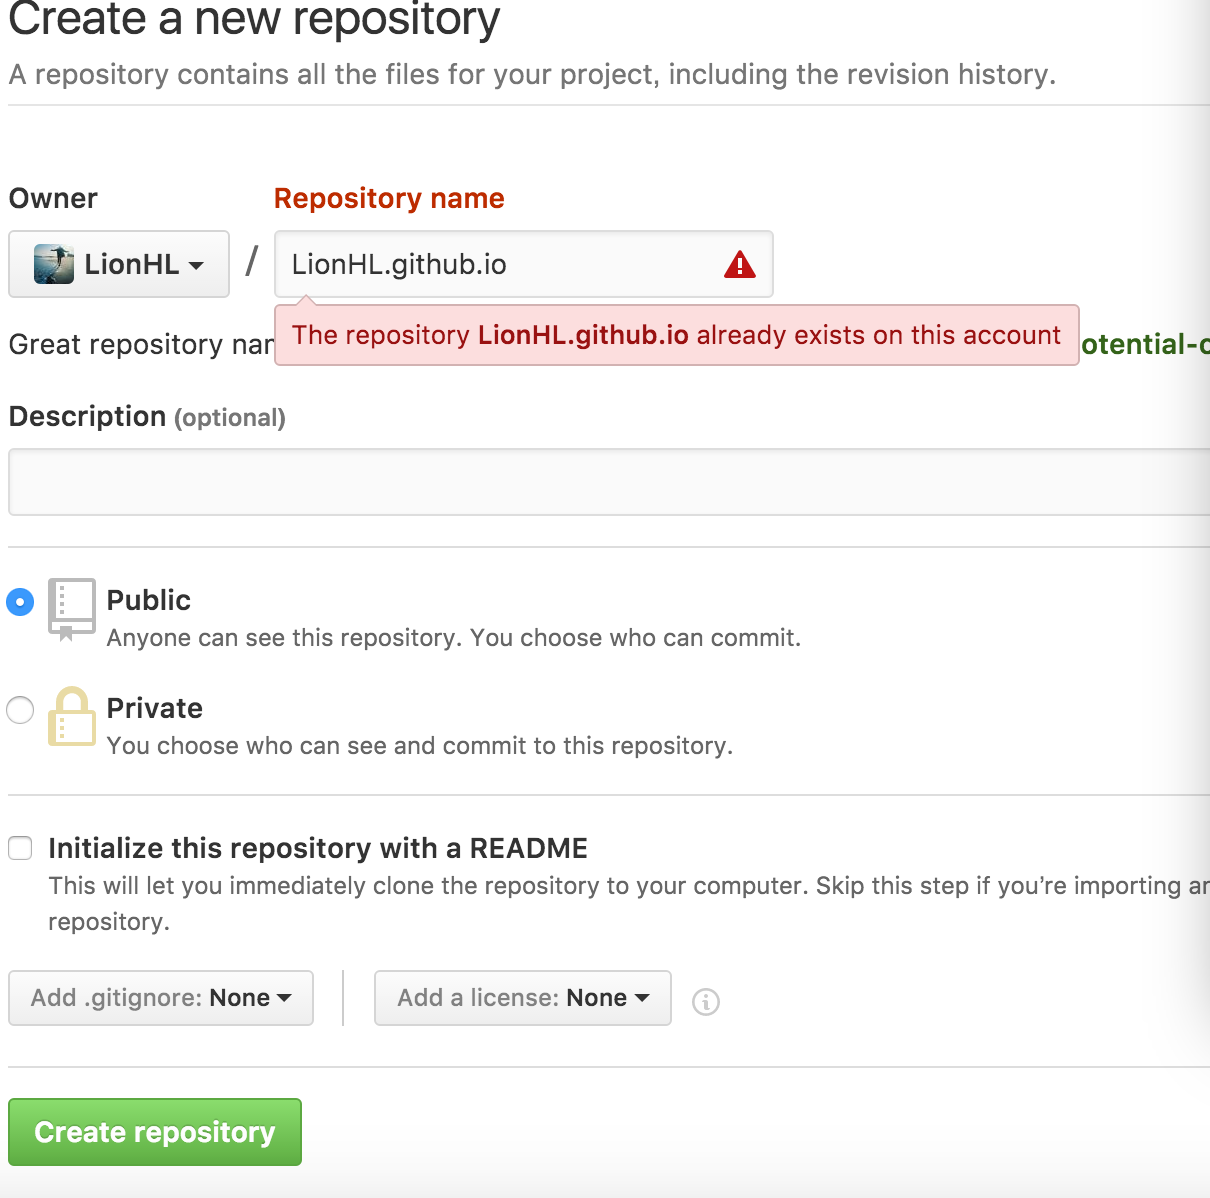 Create a new repository
A repository contains all the files for your project, including the revision history.
Owner
Repository name
LionHL / LionHL.github.io
The repository LionHL.github.io already exists on this account
Great repository
Description (optional)
Public
Anyone can see this repository. You choose who can commit.
Private
You choose who can see and commit to this repository.
Initialize this repository with a README
This will let you immediately clone the repository to your computer. Skip this step if you’re importing
repository.
Add .gitignore: None
Add a license: None
Create repository